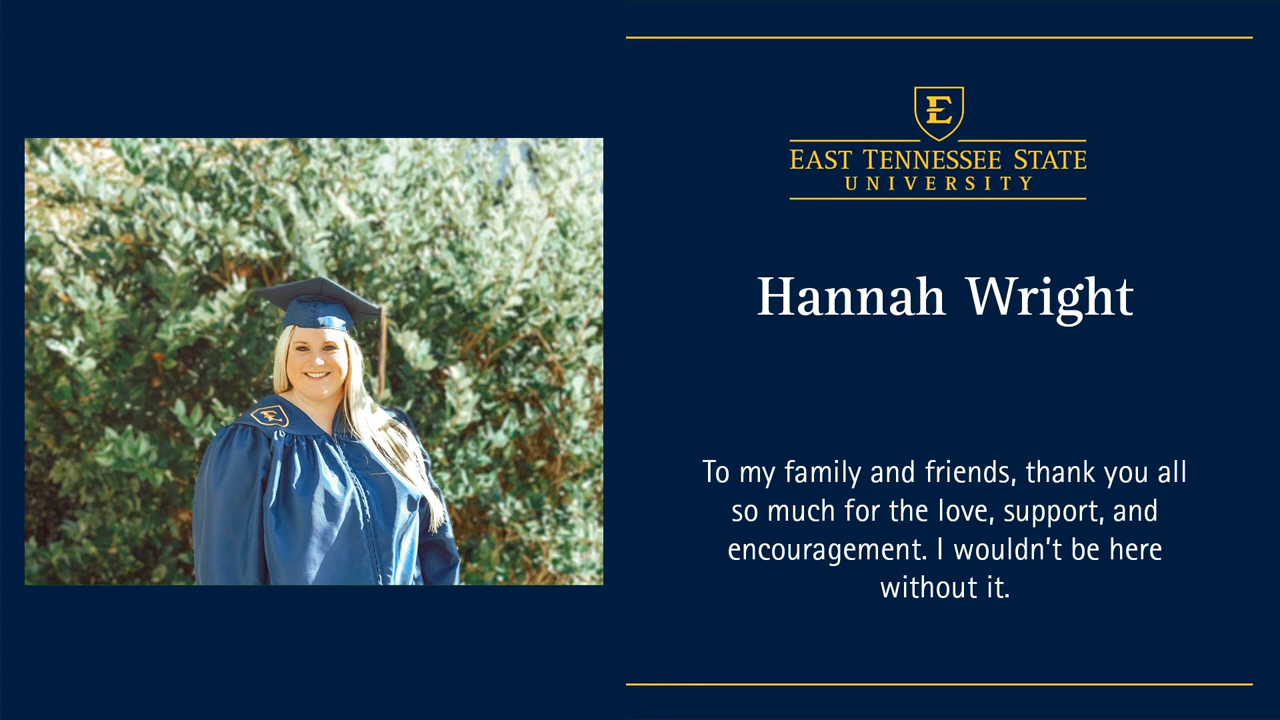 E
EAST TENNESSEE STATE
UNIVERSITY
Hannah Wright
E
To my family and friends, thank you all
so much for the love, support, and
encouragement. I wouldn't be here
without it.